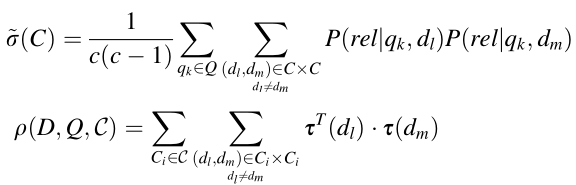 σ̃(C) = 1/(c(c − 1)) ∑_{q_k∈Q} ∑_{(d_l,d_m)∈C×C, d_l≠d_m} P(rel|q_k, d_l)P(rel|q_k, d_m)
ρ(D, Q, 𝒞) = ∑_{C_i∈𝒞} ∑_{(d_l,d_m)∈C_i×C_i, d_l≠d_m} τ^T(d_l) · τ(d_m)